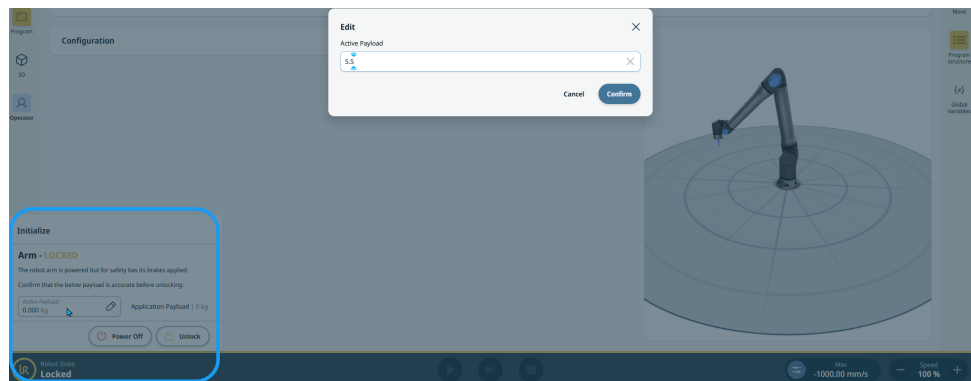 Program
3D
Operator
Configuration
Edit
Active Payload
5.5
Cancel
Confirm
Move
Program structure
{x}
Global Variables
Initialize
Arm - LOCKED
The robot arm is powered but for safety has its brakes applied.
Confirm that the below payload is accurate before unlocking.
Active Payload
0.000 kg
Application Payload | 0 kg
Power Off
Unlock
UR
Robot State
Locked
Max
-1000.00 mm/s
Speed
100 %